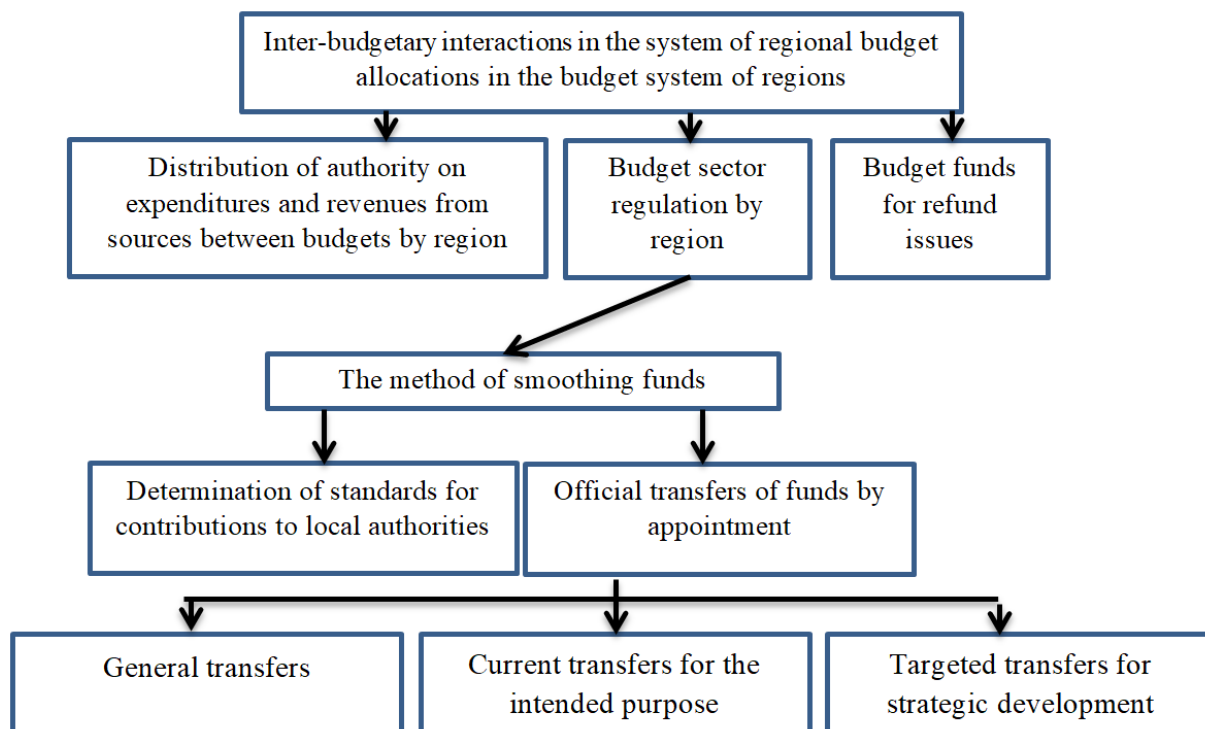 Inter-budgetary interactions in the system of regional budget
allocations in the budget system of regions
Distribution of authority on
expenditures and revenues from
sources between budgets by region
Budget sector
regulation by
region
Budget funds
for refund
issues
The method of smoothing funds
Determination of standards for
contributions to local authorities
Official transfers of funds by
appointment
General transfers
Current transfers for the
intended purpose
Targeted transfers for
strategic development